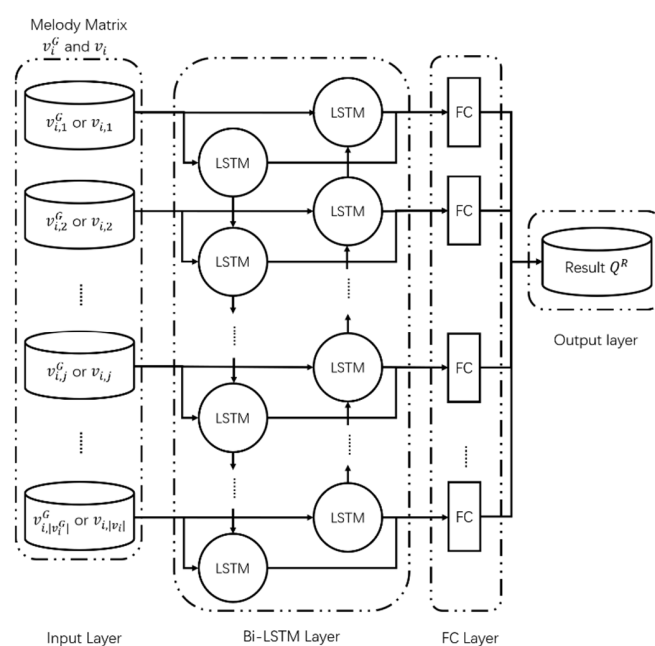 Melody Matrix
v_i^G and v_i
v_{i,1}^G or v_{i,1}
LSTM
FC
LSTM
v_{i,2}^G or v_{i,2}
LSTM
FC
LSTM
Result Q^R
Output layer
v_{i,j}^G or v_{i,j}
LSTM
FC
LSTM
v_{i,|v_i^G|}^G or v_{i,|v_i|}
LSTM
FC
LSTM
Input Layer
Bi-LSTM Layer
FC Layer